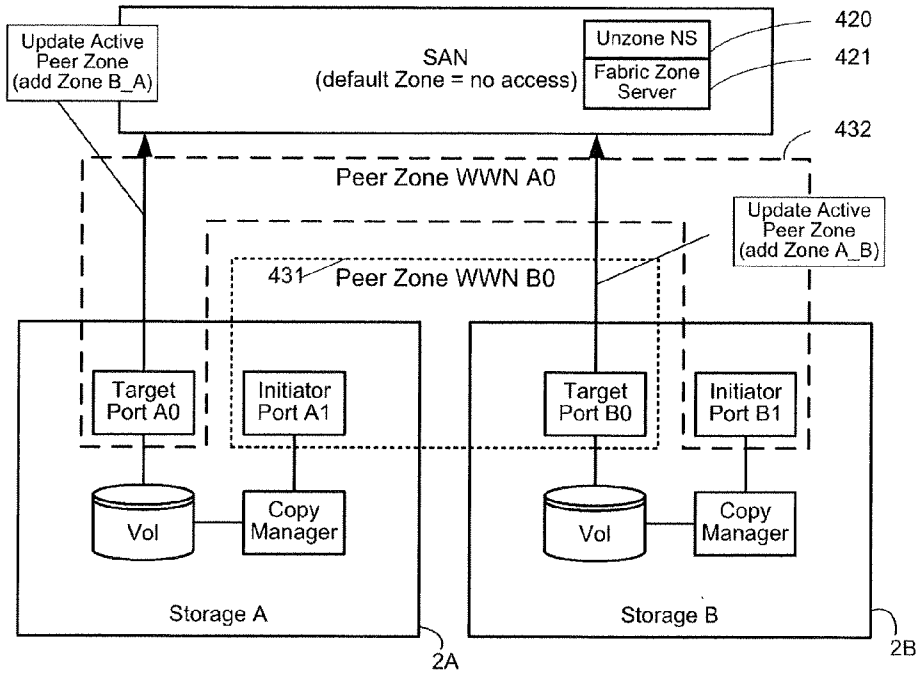 Update Active
Peer Zone
(add Zone B_A)
SAN
(default Zone = no access)
Unzone NS
Fabric Zone
Server
420
421
432
Peer Zone WWN A0
Update Active
Peer Zone
(add Zone A_B)
431
Peer Zone WWN B0
Target
Port A0
Initiator
Port A1
Target
Port B0
Initiator
Port B1
Vol
Copy
Manager
Vol
Copy
Manager
Storage A
Storage B
2A
2B